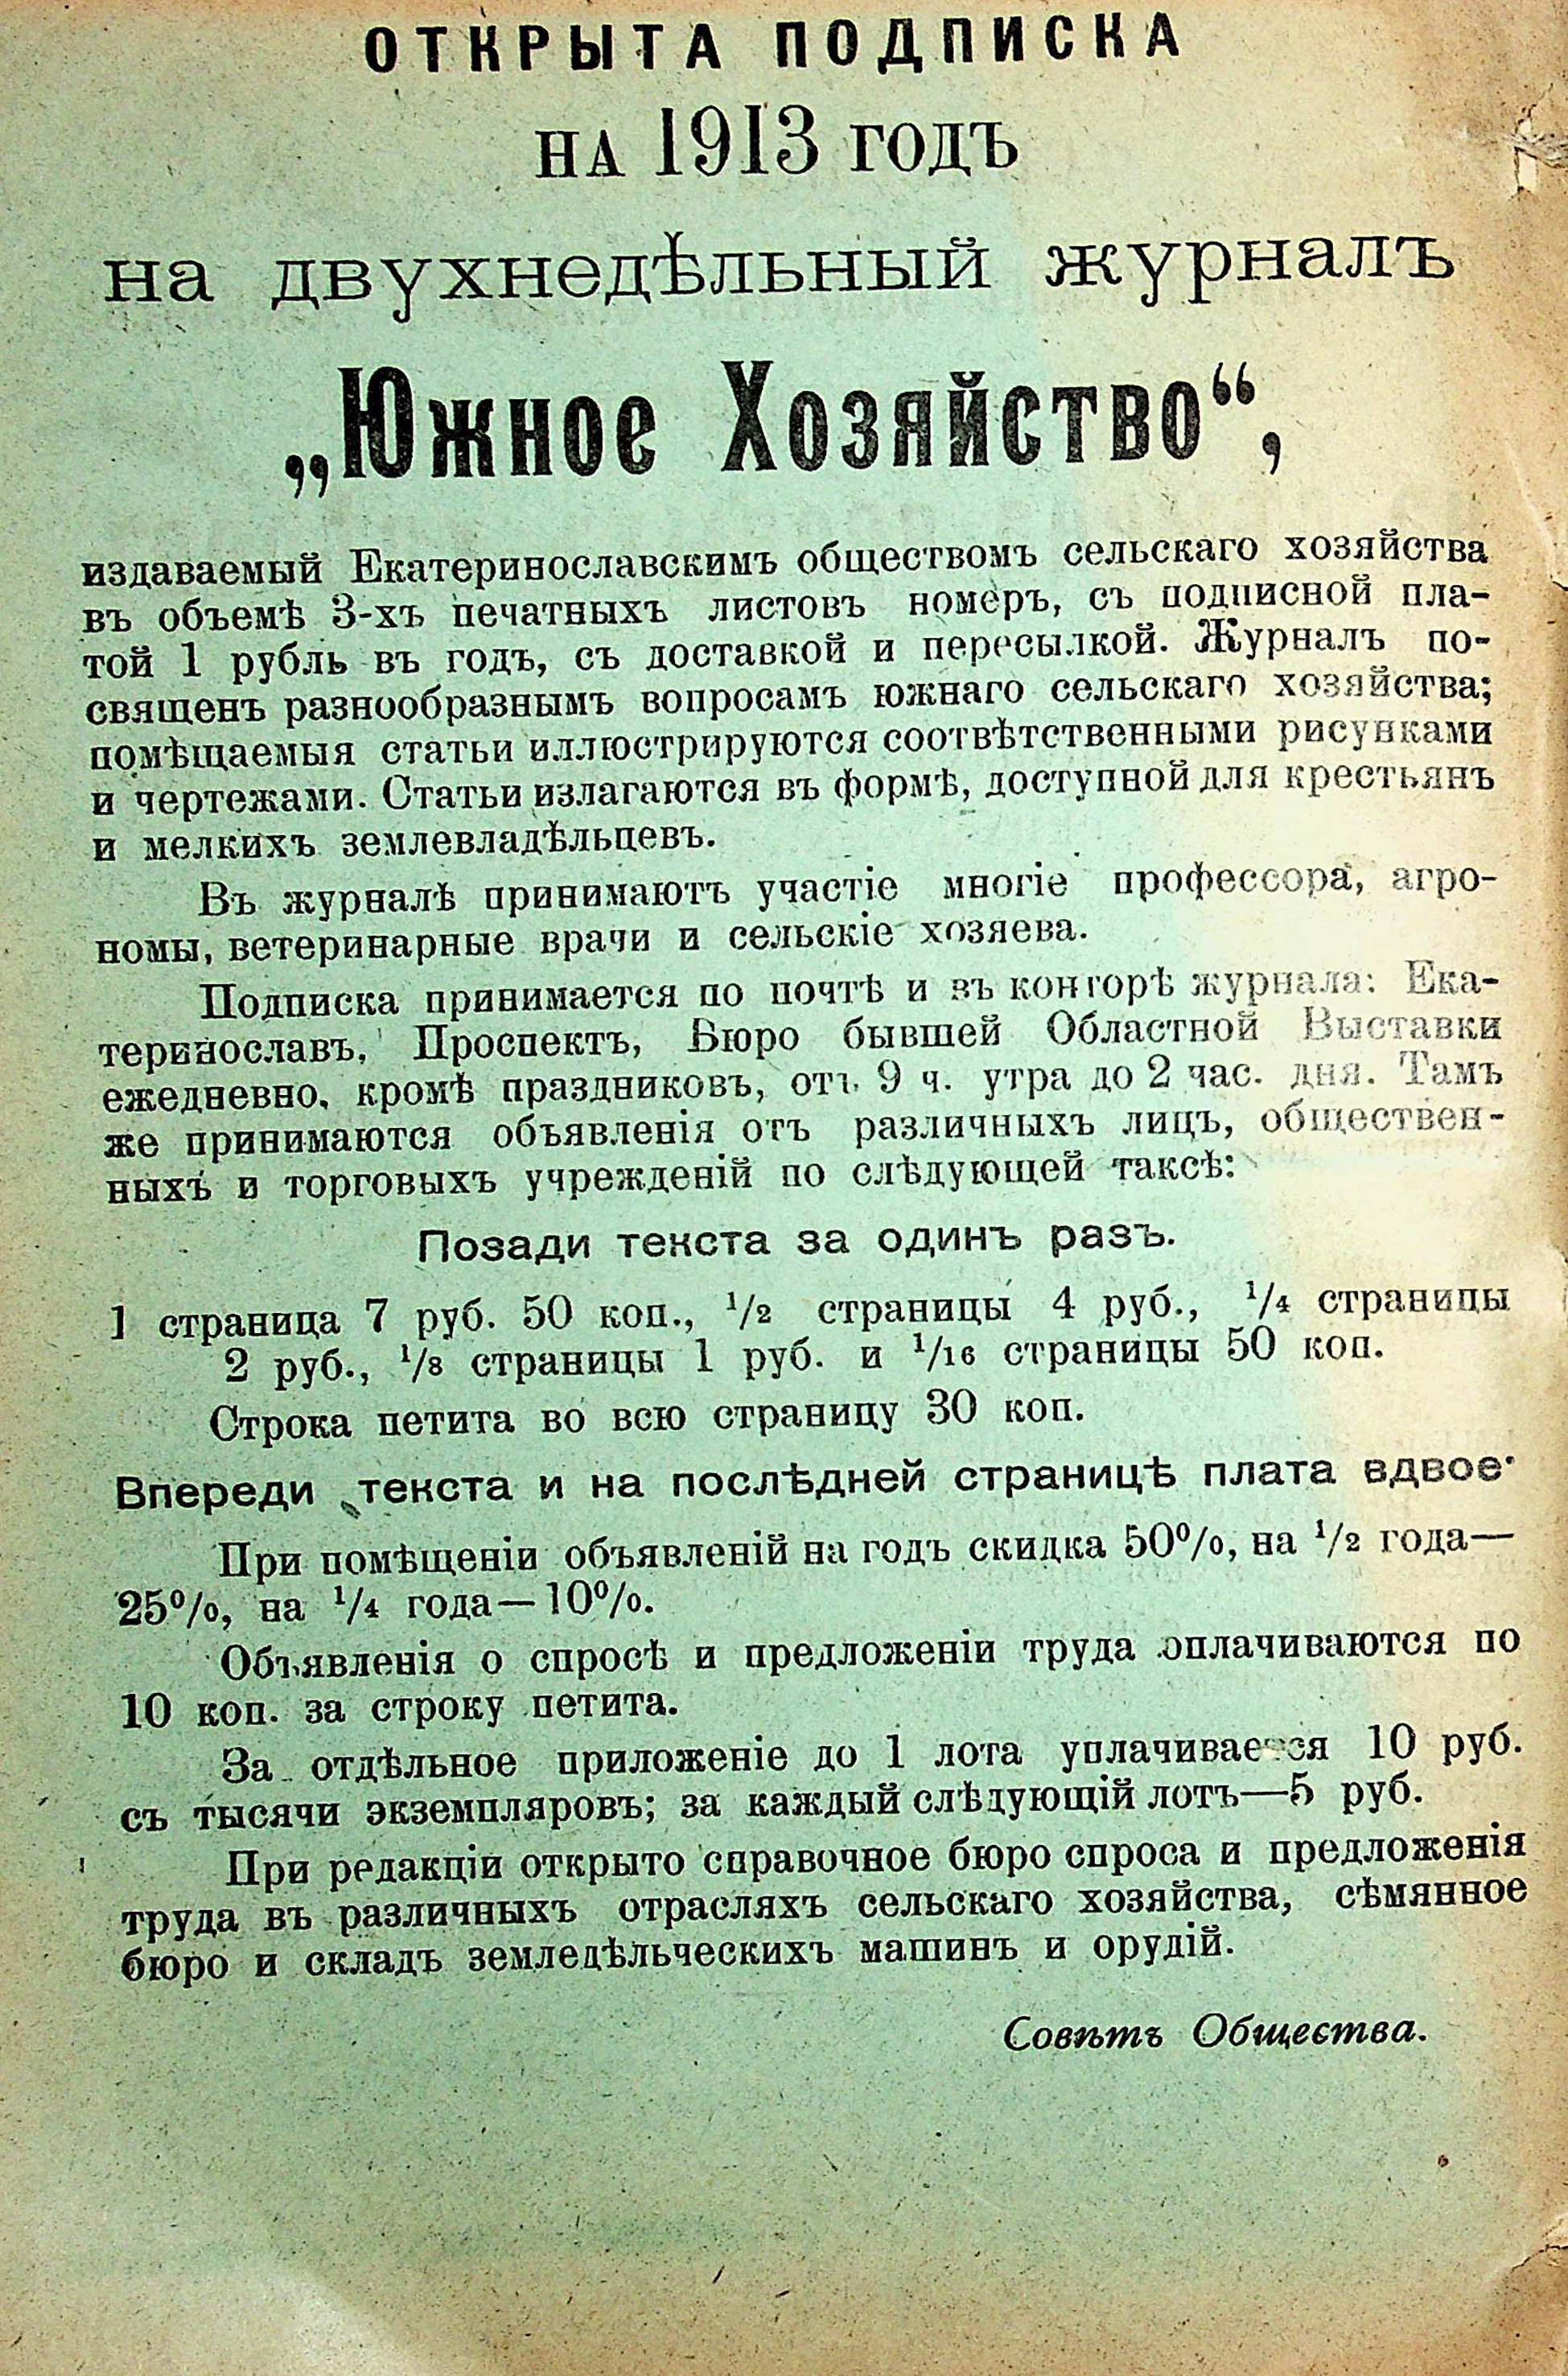 ОТКРЫТА ПОДПИСКА
НА 1913 ГОДЪ
на двухнедѣльный журналъ
„Южное Хозяйство“,
издаваемый Екатеринославскимъ обществомъ сельскаго хозяйства
въ объемѣ 3-хъ печатныхъ листовъ номеръ, съ подписной пла-
той 1 рубль въ годъ, съ доставкой и пересылкой. Журналъ по-
священъ разнообразнымъ вопросамъ южнаго сельскаго хозяйства;
помѣщаемыя статьи иллюстрируются соотвѣтственными рисунками
и чертежами. Статьи излагаются въ формѣ, доступной для крестьянъ
и мелкихъ землевладѣльцевъ.
Въ журналѣ принимаютъ участіе многіе профессора, агро-
номы, ветеринарные врачи и сельскіе хозяева.
Подписка принимается по почтѣ и въ конторѣ журнала: Ека-
теринославъ, Проспектъ, Бюро бывшей Областной Выставки
ежедневно, кромѣ праздниковъ, отъ 9 ч. утра до 2 час. дня. Тамъ
же принимаются объявленія отъ различныхъ лицъ, обществен-
ныхъ и торговыхъ учрежденій по слѣдующей таксѣ:
Позади текста за одинъ разъ.
1 страница 7 руб. 50 коп., 1/2 страницы 4 руб., 1/4 страницы
2 руб., 1/8 страницы 1 руб. и 1/16 страницы 50 коп.
Строка петита во всю страницу 30 коп.
Впереди текста и на послѣдней страницѣ плата вдвое.
При помѣщеніи объявленій на годъ скидка 50%, на 1/2 года—
25%, на 1/4 года—10%.
Объявленія о спросѣ и предложеніи труда оплачиваются по
10 коп. за строку петита.
За отдѣльное приложеніе до 1 лота уплачивается 10 руб.
съ тысячи экземпляровъ; за каждый слѣдующій лотъ—5 руб.
При редакціи открыто справочное бюро спроса и предложенія
труда въ различныхъ отрасляхъ сельскаго хозяйства, сѣмянное
бюро и складъ земледѣльческихъ машинъ и орудій.
Совѣтъ Общества.